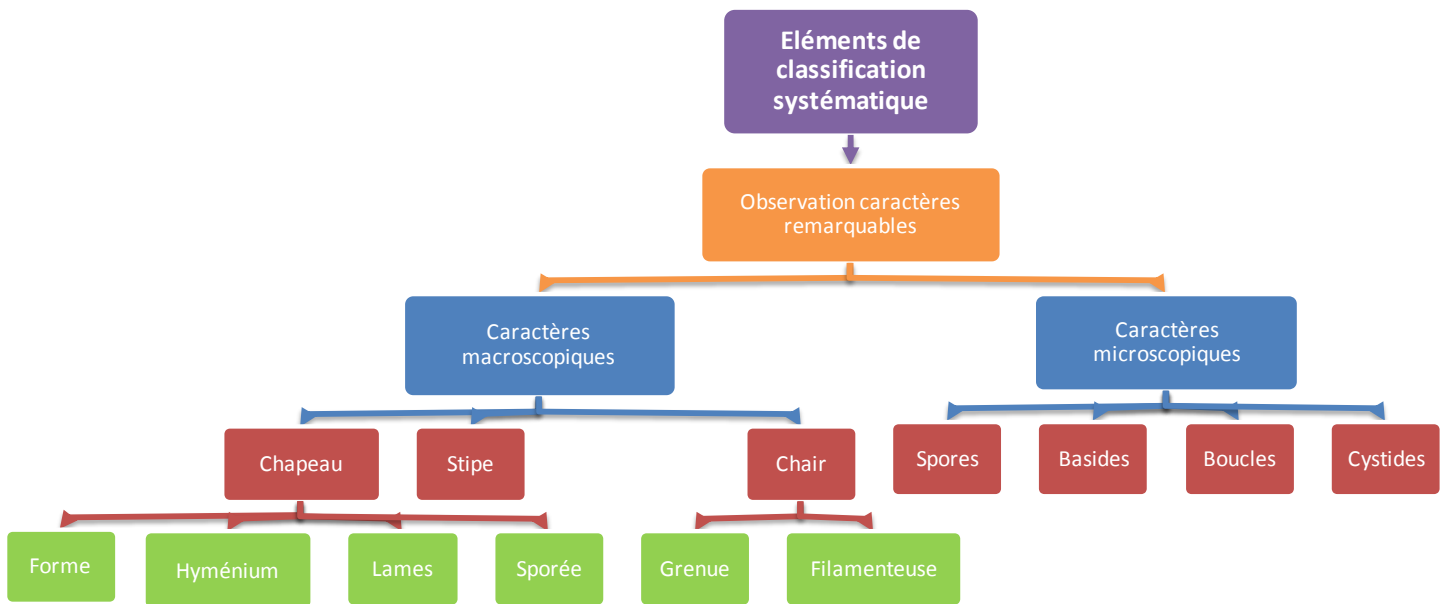 Eléments de
classification
systématique
Observation caractères
remarquables
Caractères
macroscopiques
Caractères
microscopiques
Chapeau
Stipe
Chair
Spores
Basides
Boucles
Cystides
Forme
Hyménium
Lames
Sporée
Grenue
Filamenteuse